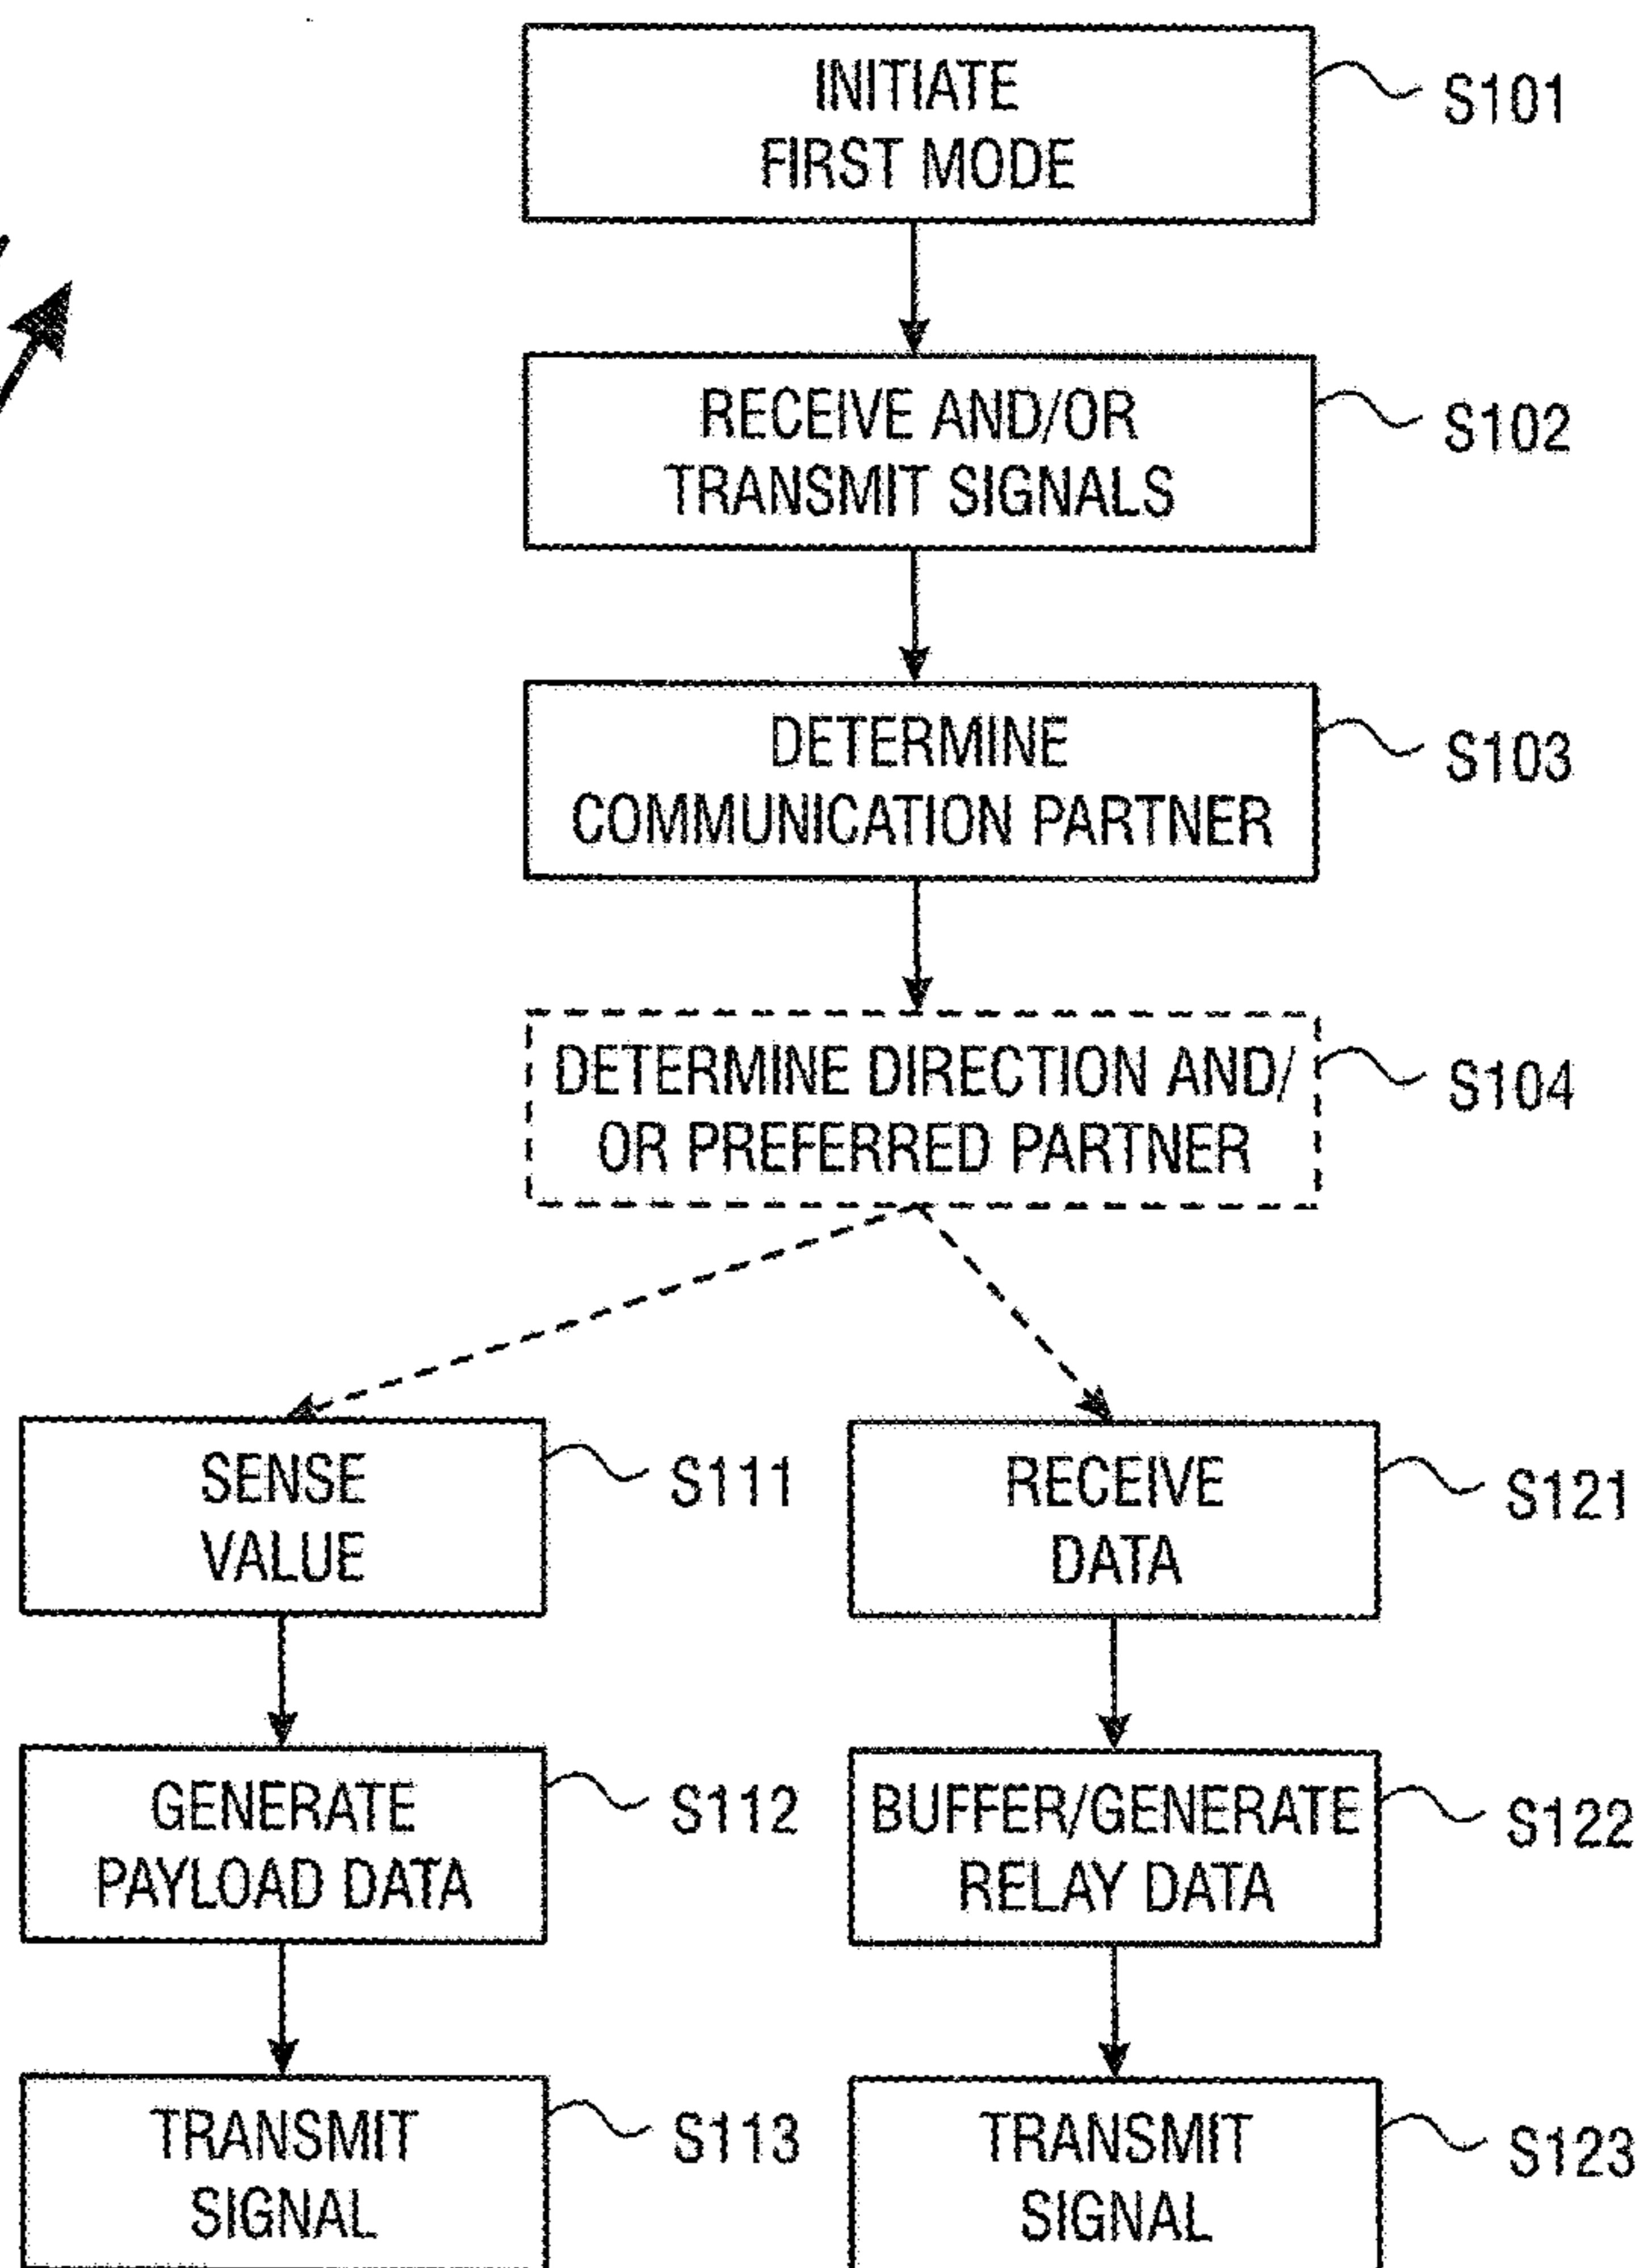 INITIATE
FIRST MODE
S101
RECEIVE AND/OR
TRANSMIT SIGNALS
S102
DETERMINE
COMMUNICATION PARTNER
S103
DETERMINE DIRECTION AND/
OR PREFERRED PARTNER
S104
SENSE
VALUE
S111
RECEIVE
DATA
S121
GENERATE
PAYLOAD DATA
S112
BUFFER/GENERATE
RELAY DATA
S122
TRANSMIT
SIGNAL
S113
TRANSMIT
SIGNAL
S123